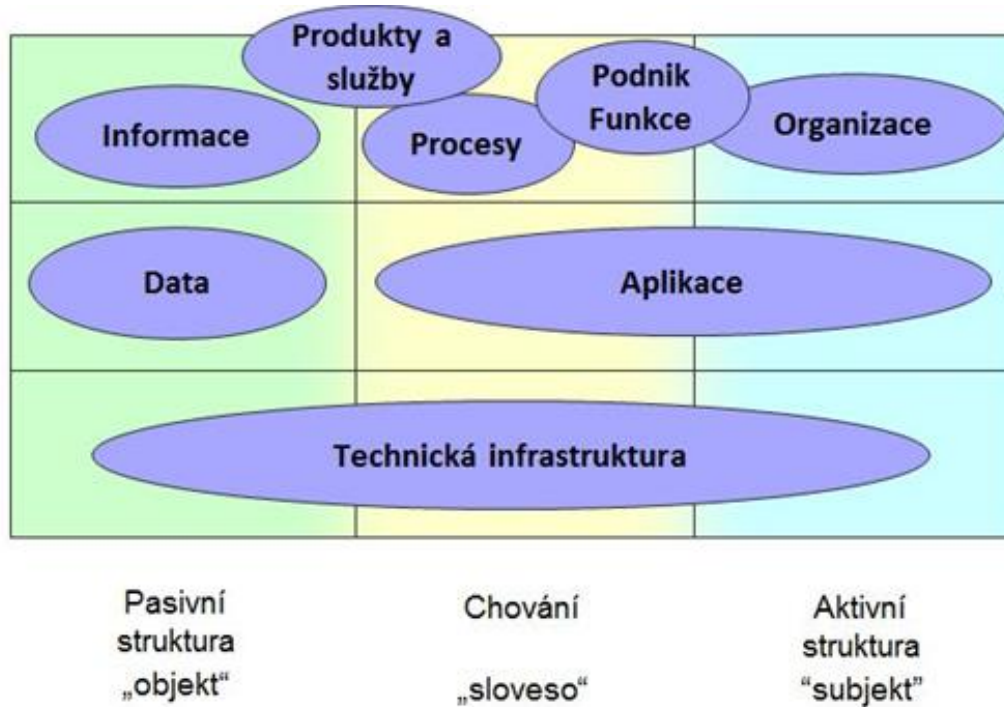 Produkty a
služby
Podnik
Funkce
Informace
Procesy
Organizace
Data
Aplikace
Technická infrastruktura
Pasivní
struktura
„objekt“
Chování
„sloveso“
Aktivní
struktura
“subjekt”